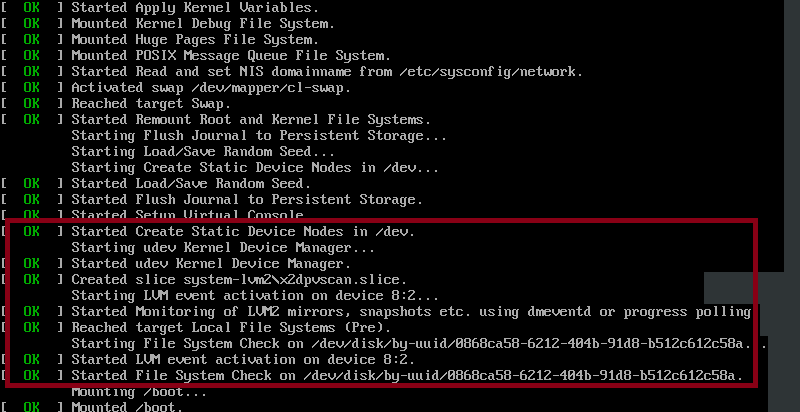 [  OK  ] Started Apply Kernel Variables.
[  OK  ] Mounted Kernel Debug File System.
[  OK  ] Mounted Huge Pages File System.
[  OK  ] Mounted POSIX Message Queue File System.
[  OK  ] Started Read and set NIS domainname from /etc/sysconfig/network.
[  OK  ] Activated swap /dev/mapper/cl-swap.
[  OK  ] Reached target Swap.
[  OK  ] Started Remount Root and Kernel File Systems.
Starting Flush Journal to Persistent Storage...
Starting Load/Save Random Seed...
Starting Create Static Device Nodes in /dev...
[  OK  ] Started Load/Save Random Seed.
[  OK  ] Started Flush Journal to Persistent Storage.
[  OK  ] Started Setup Virtual Console
[  OK  ] Started Create Static Device Nodes in /dev.
Starting udev Kernel Device Manager...
[  OK  ] Started udev Kernel Device Manager.
[  OK  ] Created slice system-lvm2\x2dpvscan.slice.
Starting LVM event activation on device 8:2...
[  OK  ] Started Monitoring of LVM2 mirrors, snapshots etc. using dmeventd or progress polling
[  OK  ] Reached target Local File Systems (Pre).
Starting File System Check on /dev/disk/by-uuid/0868ca58-6212-404b-91d8-b512c612c58a...
[  OK  ] Started LVM event activation on device 8:2.
[  OK  ] Started File System Check on /dev/disk/by-uuid/0868ca58-6212-404b-91d8-b512c612c58a.
Mounting /boot...
[  OK  ] Mounted /boot.